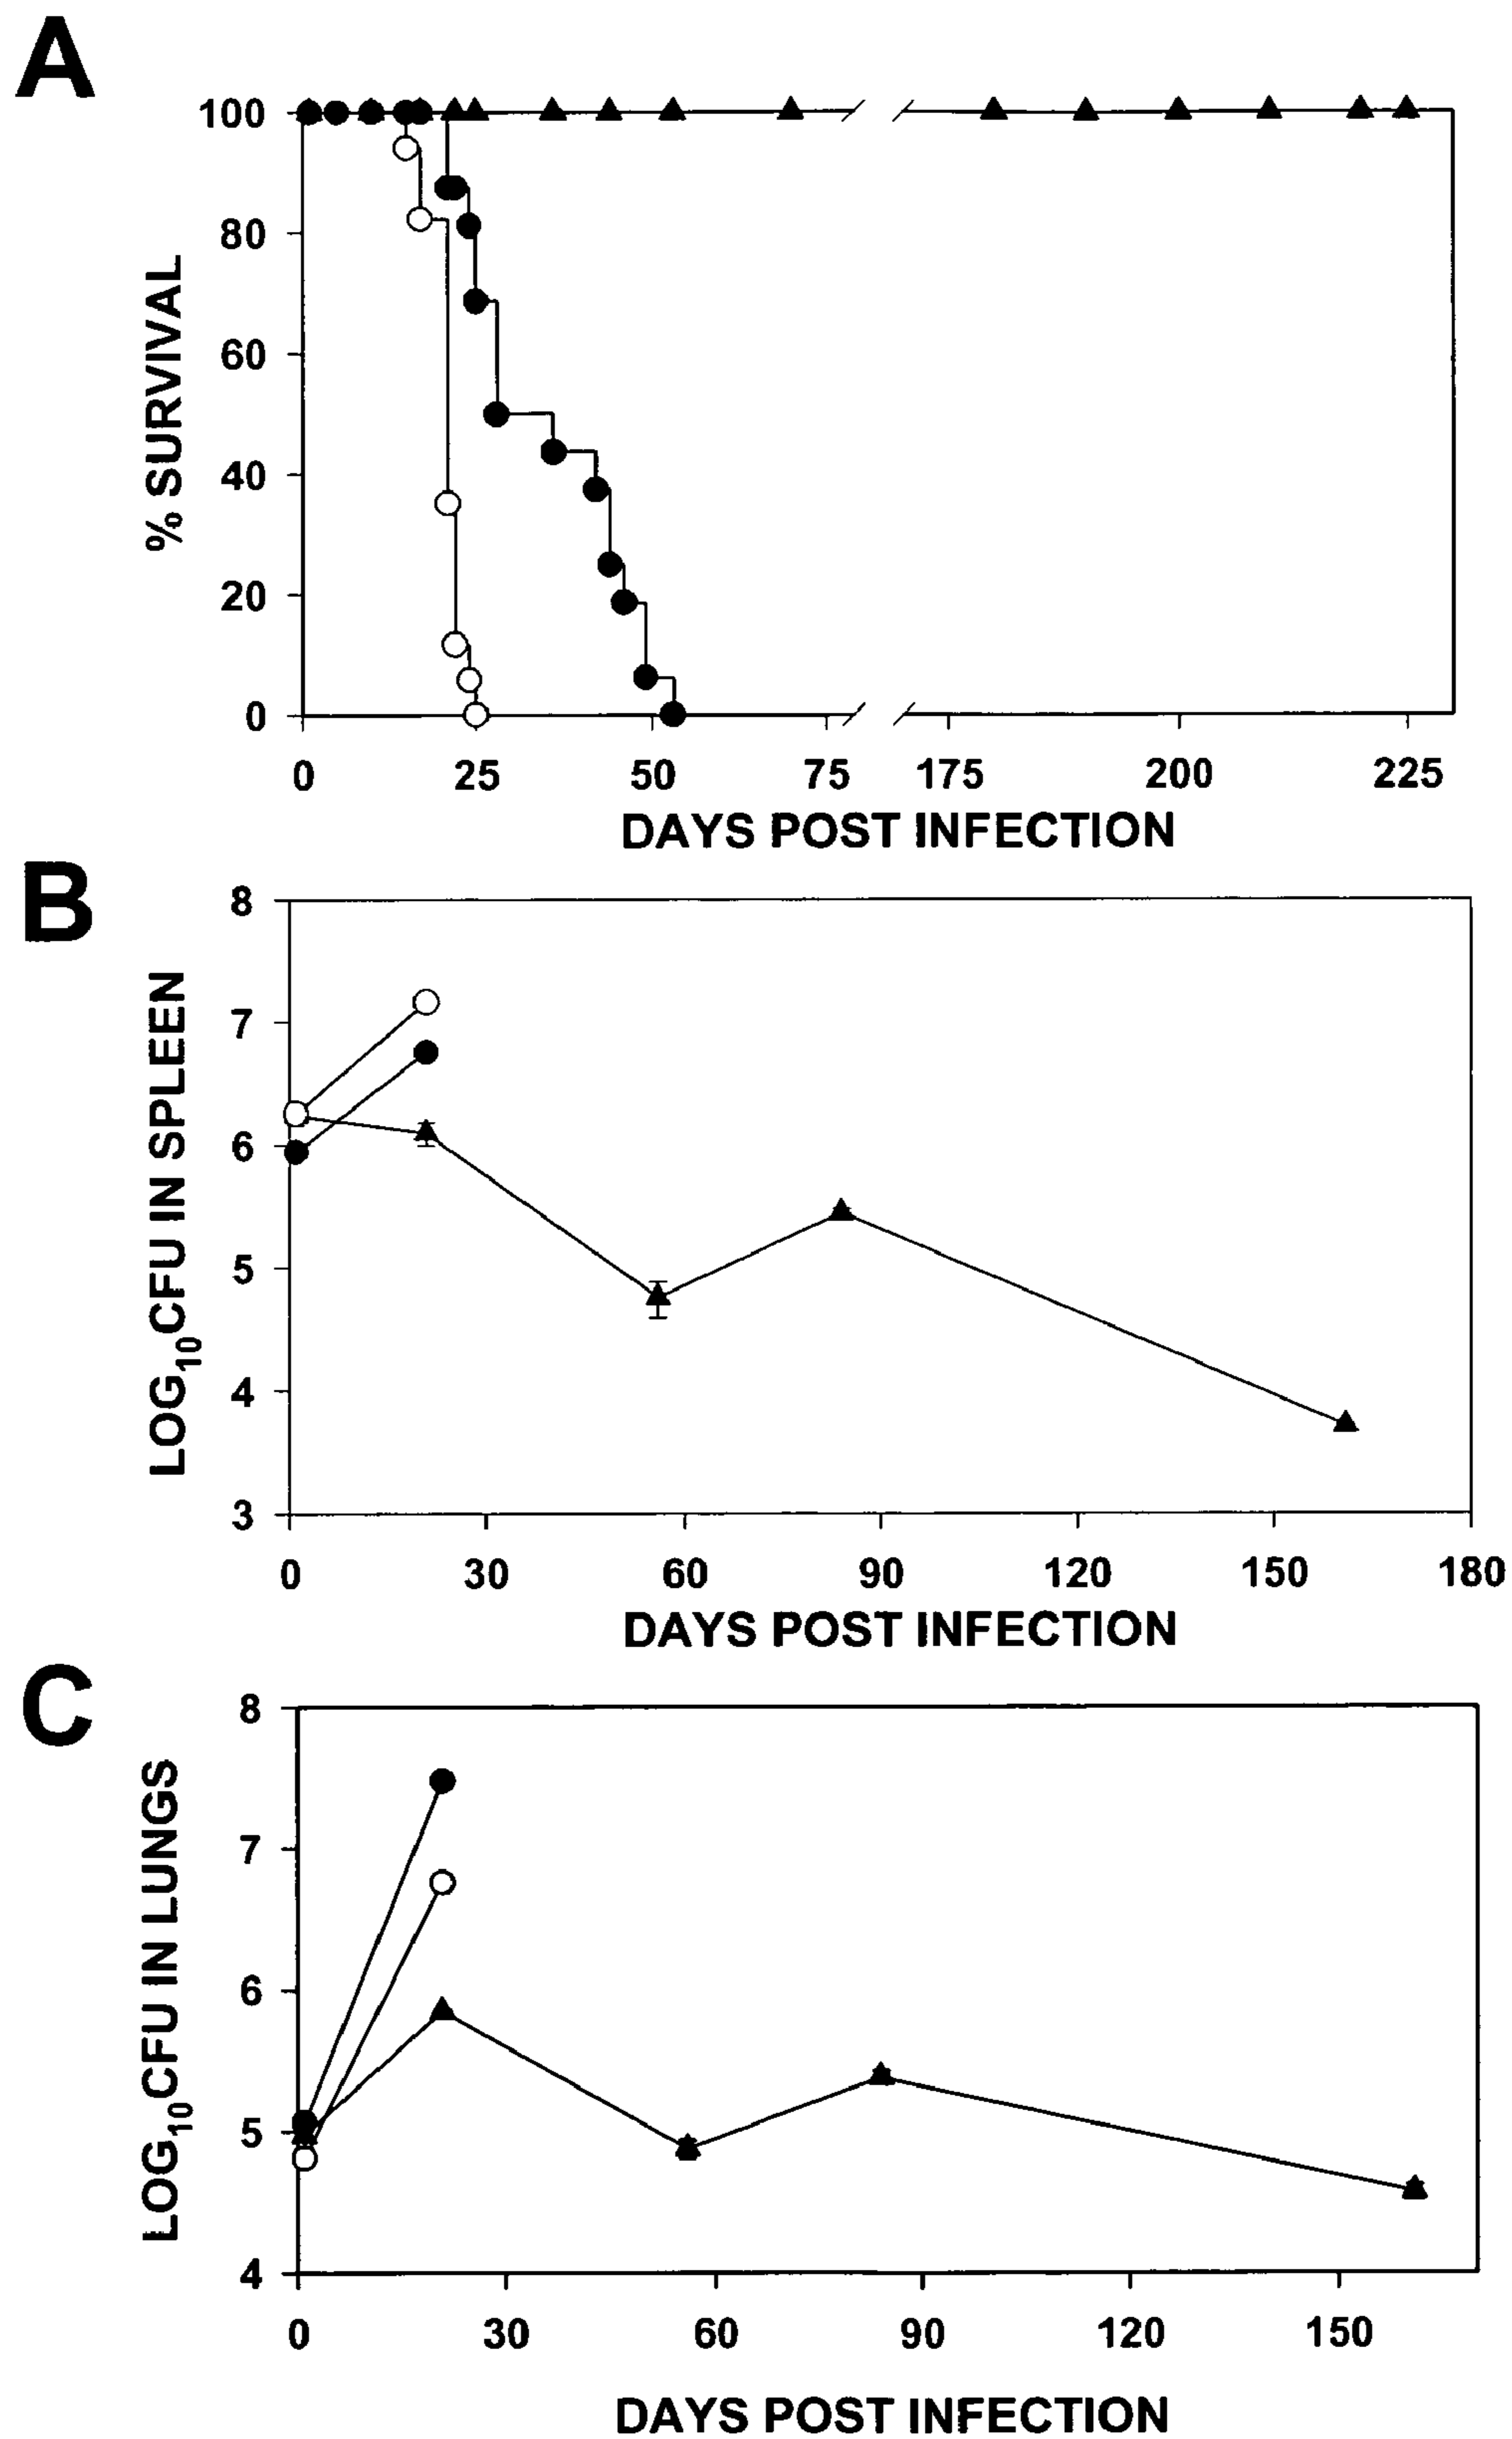 A
100
80
60
40
20
0
% SURVIVAL
0 25 50 75 175 200 225
DAYS POST INFECTION
B
8
7
6
5
4
3
LOG10CFU IN SPLEEN
0 30 60 90 120 150 180
DAYS POST INFECTION
C
8
7
6
5
4
LOG10CFU IN LUNGS
0 30 60 90 120 150
DAYS POST INFECTION